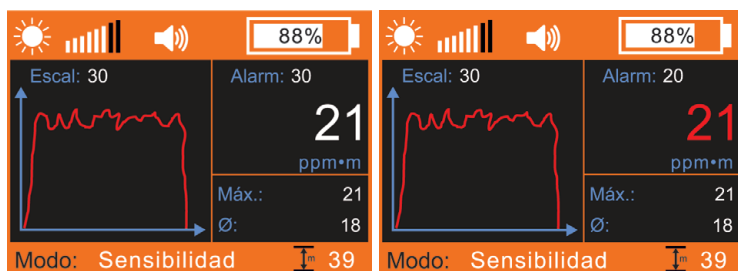 88%
Escal: 30
Alarm: 30
21
ppm•m
Máx.: 21
Ø: 18
Modo: Sensibilidad m 39
88%
Escal: 30
Alarm: 20
21
ppm•m
Máx.: 21
Ø: 18
Modo: Sensibilidad m 39